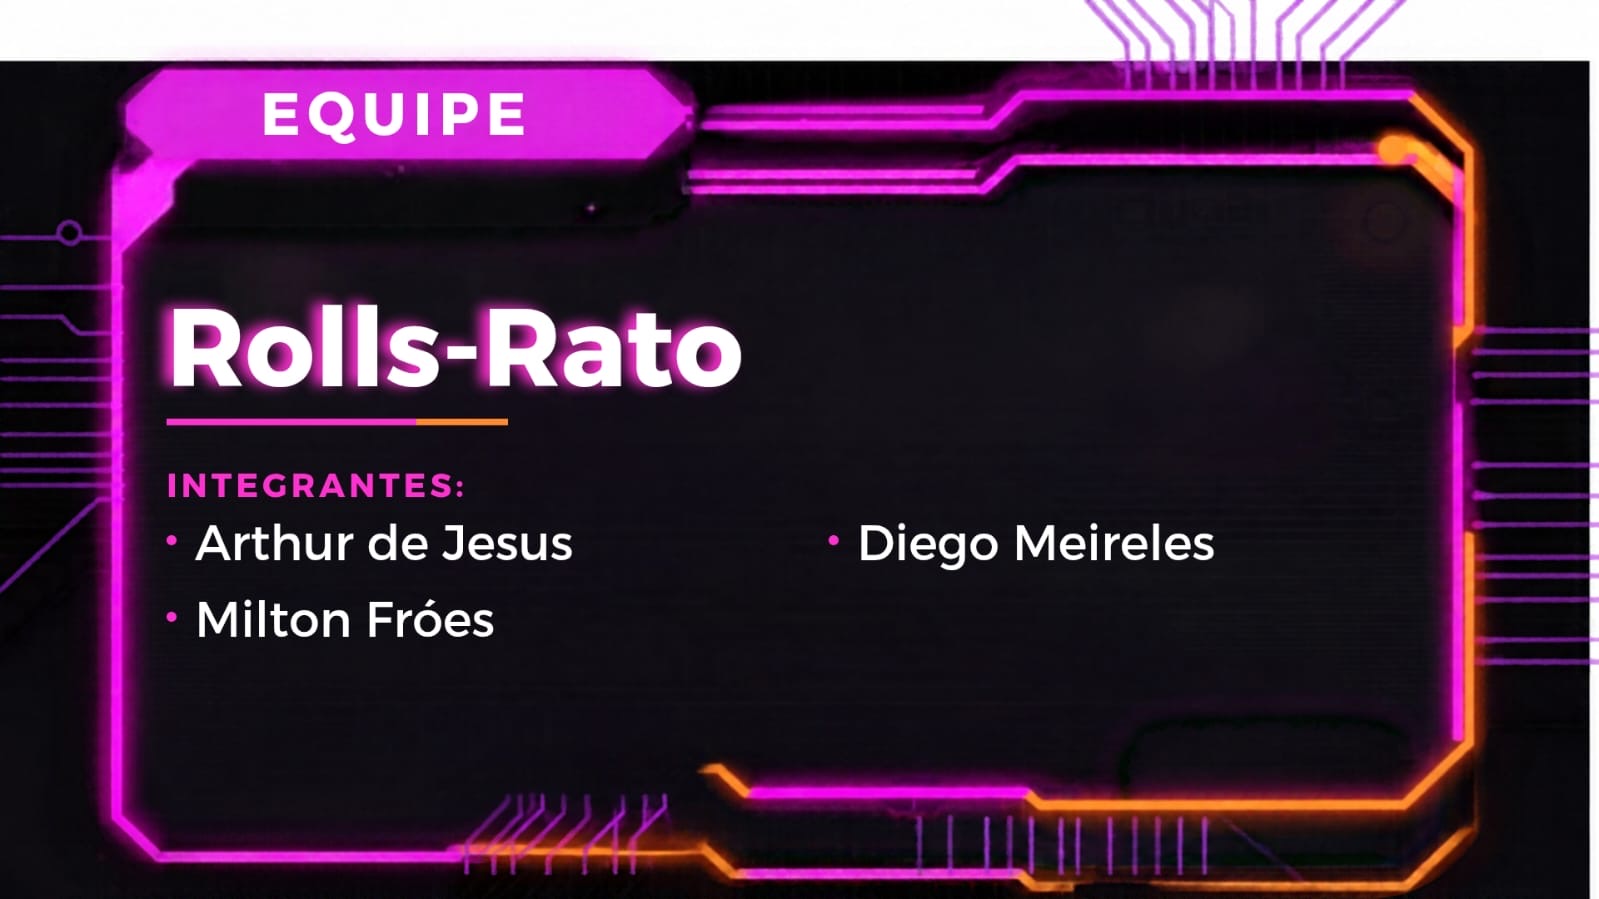 EQUIPE
Rolls-Rato
INTEGRANTES:
• Arthur de Jesus
• Milton Fróes
• Diego Meireles